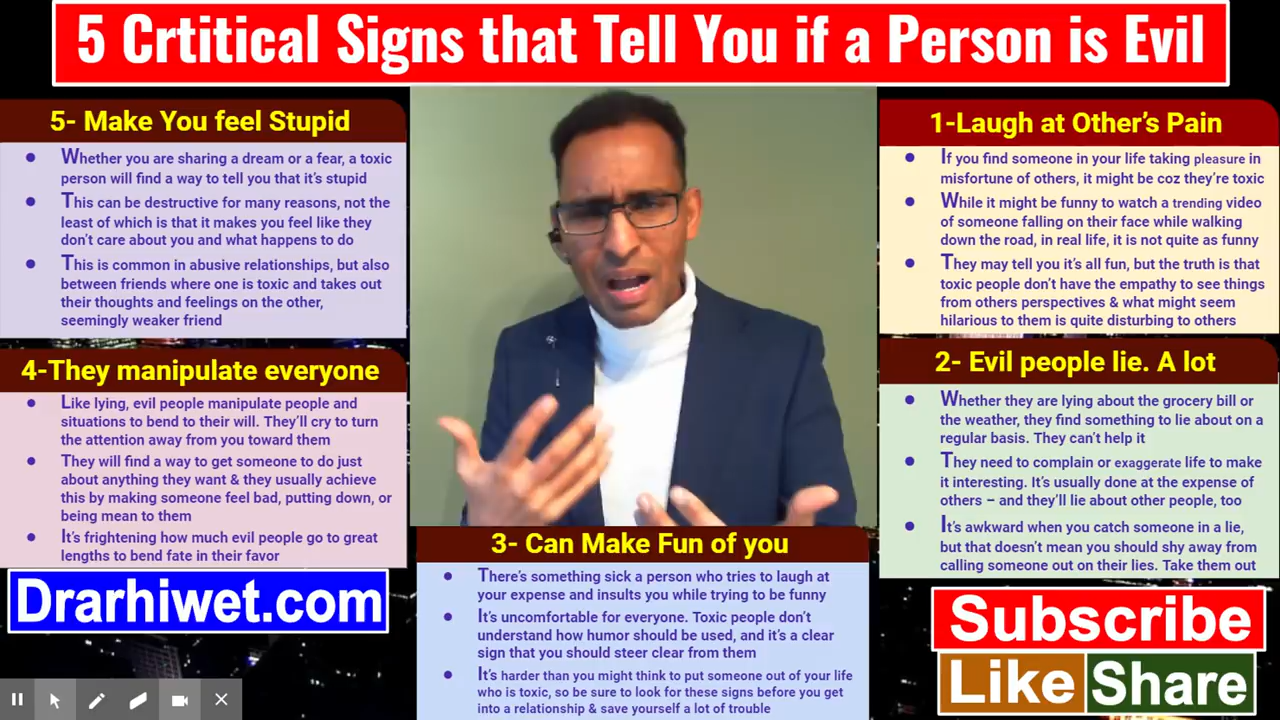 5 Crtitical Signs that Tell You if a Person is Evil
5- Make You feel Stupid
Whether you are sharing a dream or a fear, a toxic
person will find a way to tell you that it's stupid
This can be destructive for many reasons, not the
least of which is that it makes you feel like they
don't care about you and what happens to do
This is common in abusive relationships, but also
between friends where one is toxic and takes out
their thoughts and feelings on the other,
seemingly weaker friend
4-They manipulate everyone
Like lying, evil people manipulate people and
situations to bend to their will. They'll cry to turn
the attention away from you toward them
They will find a way to get someone to do just
about anything they want & they usually achieve
this by making someone feel bad, putting down, or
being mean to them
It's frightening how much evil people go to great
lengths to bend fate in their favor
Drarhiwet.com
3- Can Make Fun of you
There's something sick a person who tries to laugh at
your expense and insults you while trying to be funny
It's uncomfortable for everyone. Toxic people don't
understand how humor should be used, and it's a clear
sign that you should steer clear from them
It's harder than you might think to put someone out of your life
who is toxic, so be sure to look for these signs before you get
into a relationship & save yourself a lot of trouble
1-Laugh at Other's Pain
If you find someone in your life taking pleasure in
misfortune of others, it might be coz they're toxic
While it might be funny to watch a trending video
of someone falling on their face while walking
down the road, in real life, it is not quite as funny
They may tell you it's all fun, but the truth is that
toxic people don't have the empathy to see things
from others perspectives & what might seem
hilarious to them is quite disturbing to others
2- Evil people lie. A lot
Whether they are lying about the grocery bill or
the weather, they find something to lie about on a
regular basis. They can't help it
They need to complain or exaggerate life to make
it interesting. It's usually done at the expense of
others – and they'll lie about other people, too
It's awkward when you catch someone in a lie,
but that doesn't mean you should shy away from
calling someone out on their lies. Take them out
Subscribe
Like Share